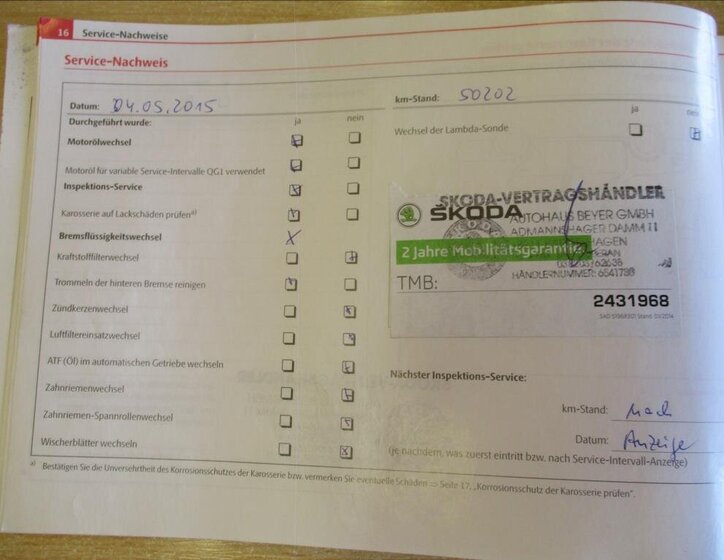 16 Service-Nachweise
Service-Nachweis
Datum: 04.05.2015
Durchgeführt wurde: ja nein
Motorölwechsel
Motoröl für variable Service-Intervalle QG1 verwendet
Inspektions-Service
Karosserie auf Lackschäden prüfen a)
Bremsflüssigkeitswechsel X
Kraftstofffilterwechsel
Trommeln der hinteren Bremse reinigen
Zündkerzenwechsel
Luftfiltereinsatzwechsel
ATF (Öl) im automatischen Getriebe wechseln
Zahnriemenwechsel
Zahnriemen-Spannrollenwechsel
Wischerblätter wechseln
km-Stand: 50202
ja nein
Wechsel der Lambda-Sonde
SKODA-VERTRAGSHÄNDLER
ŠKODA
AUTOHAUS BEYER GMBH
ADMANNSHAGER DAMM 11
2 Jahre Mobilitätsgarantie
HÄNDLERNUMMER: 6541738
TMB:
2431968
Nächster Inspektions-Service:
km-Stand: Nach
Datum: Anzeige
(je nachdem, was zuerst eintritt bzw. nach Service-Intervall-Anzeige)
a) Bestätigen Sie die Unversehrtheit des Korrosionsschutzes der Karosserie bzw. vermerken Sie eventuelle Schäden => Seite 17, „Korrosionsschutz der Karosserie prüfen".